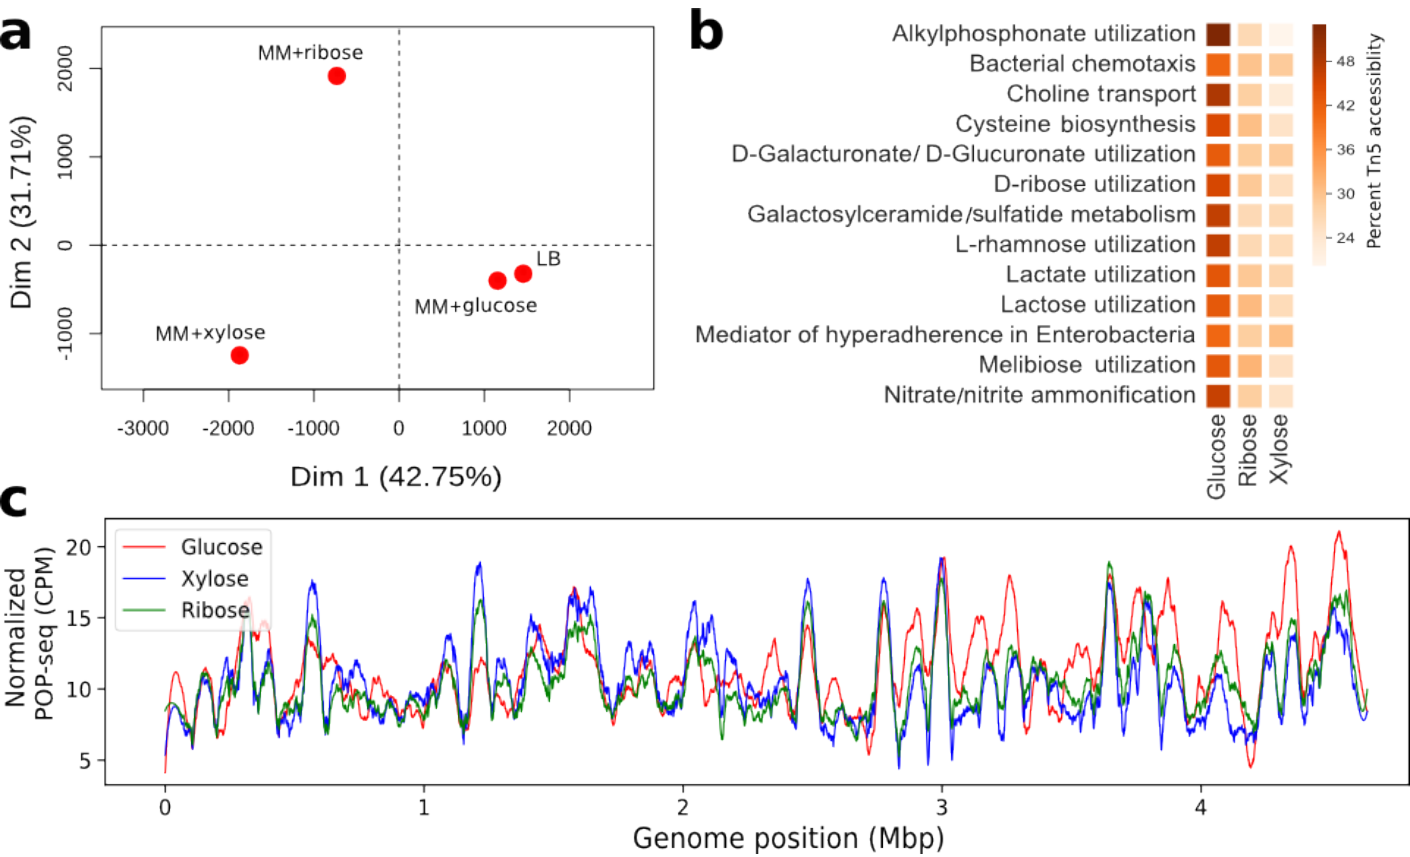 a
MM+ribose
MM+glucose
LB
MM+xylose
2000
1000
0
-1000
Dim 2 (31.71%)
-3000 -2000 -1000 0 1000 2000
Dim 1 (42.75%)
b
Alkylphosphonate utilization
Bacterial chemotaxis
Choline transport
Cysteine biosynthesis
D-Galacturonate/ D-Glucuronate utilization
D-ribose utilization
Galactosylceramide/sulfatide metabolism
L-rhamnose utilization
Lactate utilization
Lactose utilization
Mediator of hyperadherence in Enterobacteria
Melibiose utilization
Nitrate/nitrite ammonification
Glucose
Ribose
Xylose
48
42
36
30
24
Percent Tn5 accessiblity
c
Glucose
Xylose
Ribose
20
15
10
5
Normalized
POP-seq (CPM)
0 1 2 3 4
Genome position (Mbp)